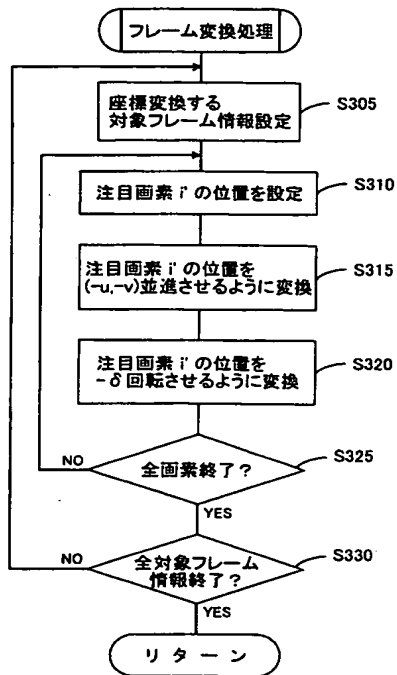 フレーム変換処理
座標変換する
対象フレーム情報設定
S305
注目画素 i' の位置を設定
S310
注目画素 i' の位置を
(-u,-v)並進させるように変換
S315
注目画素 i' の位置を
-δ回転させるように変換
S320
全画素終了？
S325
NO
YES
全対象フレーム
情報終了？
S330
NO
YES
リターン